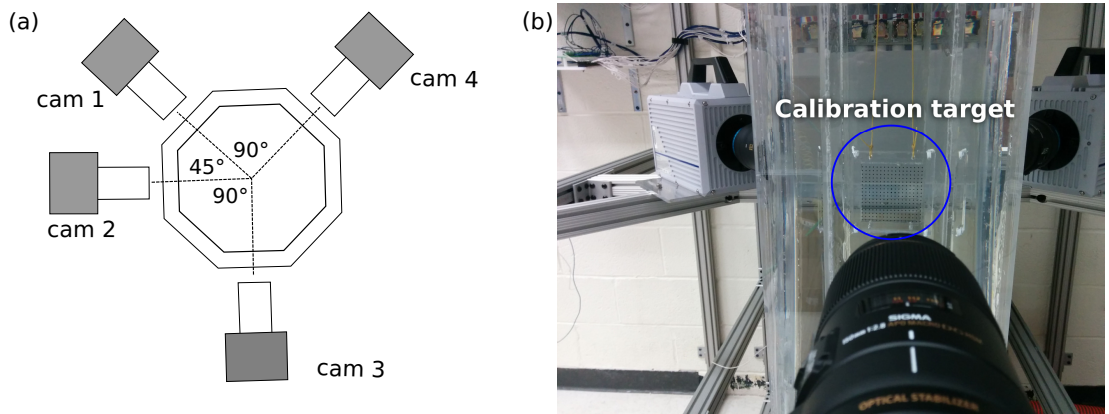 (a)
cam 1
cam 4
90°
45°
90°
cam 2
cam 3
(b)
Calibration target
SIGMA
OPTICAL STABILIZER